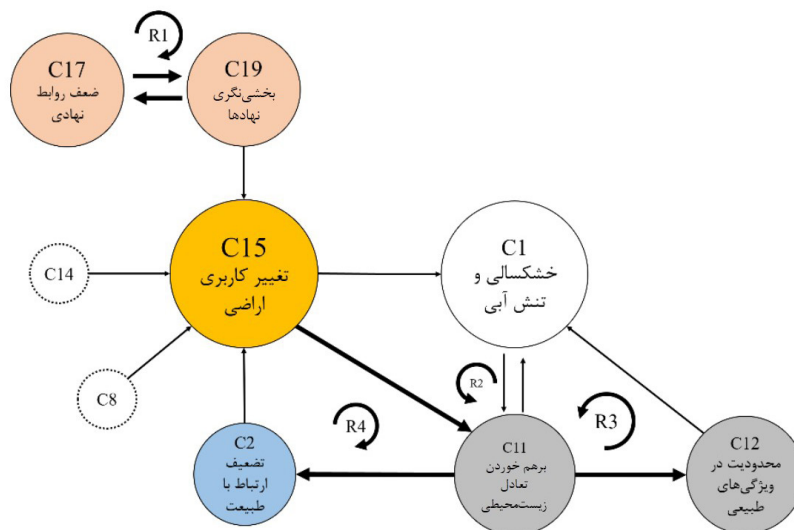 R1
C17
ضعف روابط
نهادی
C19
بخشی‌نگری
نهادها
C14
C15
تغییر کاربری
اراضی
C1
خشکسالی و
تنش آبی
C8
R4
R2
R3
C2
تضعیف
ارتباط با
طبیعت
C11
برهم خوردن
تعادل
زیست‌محیطی
C12
محدودیت در
ویژگی‌های
طبیعی